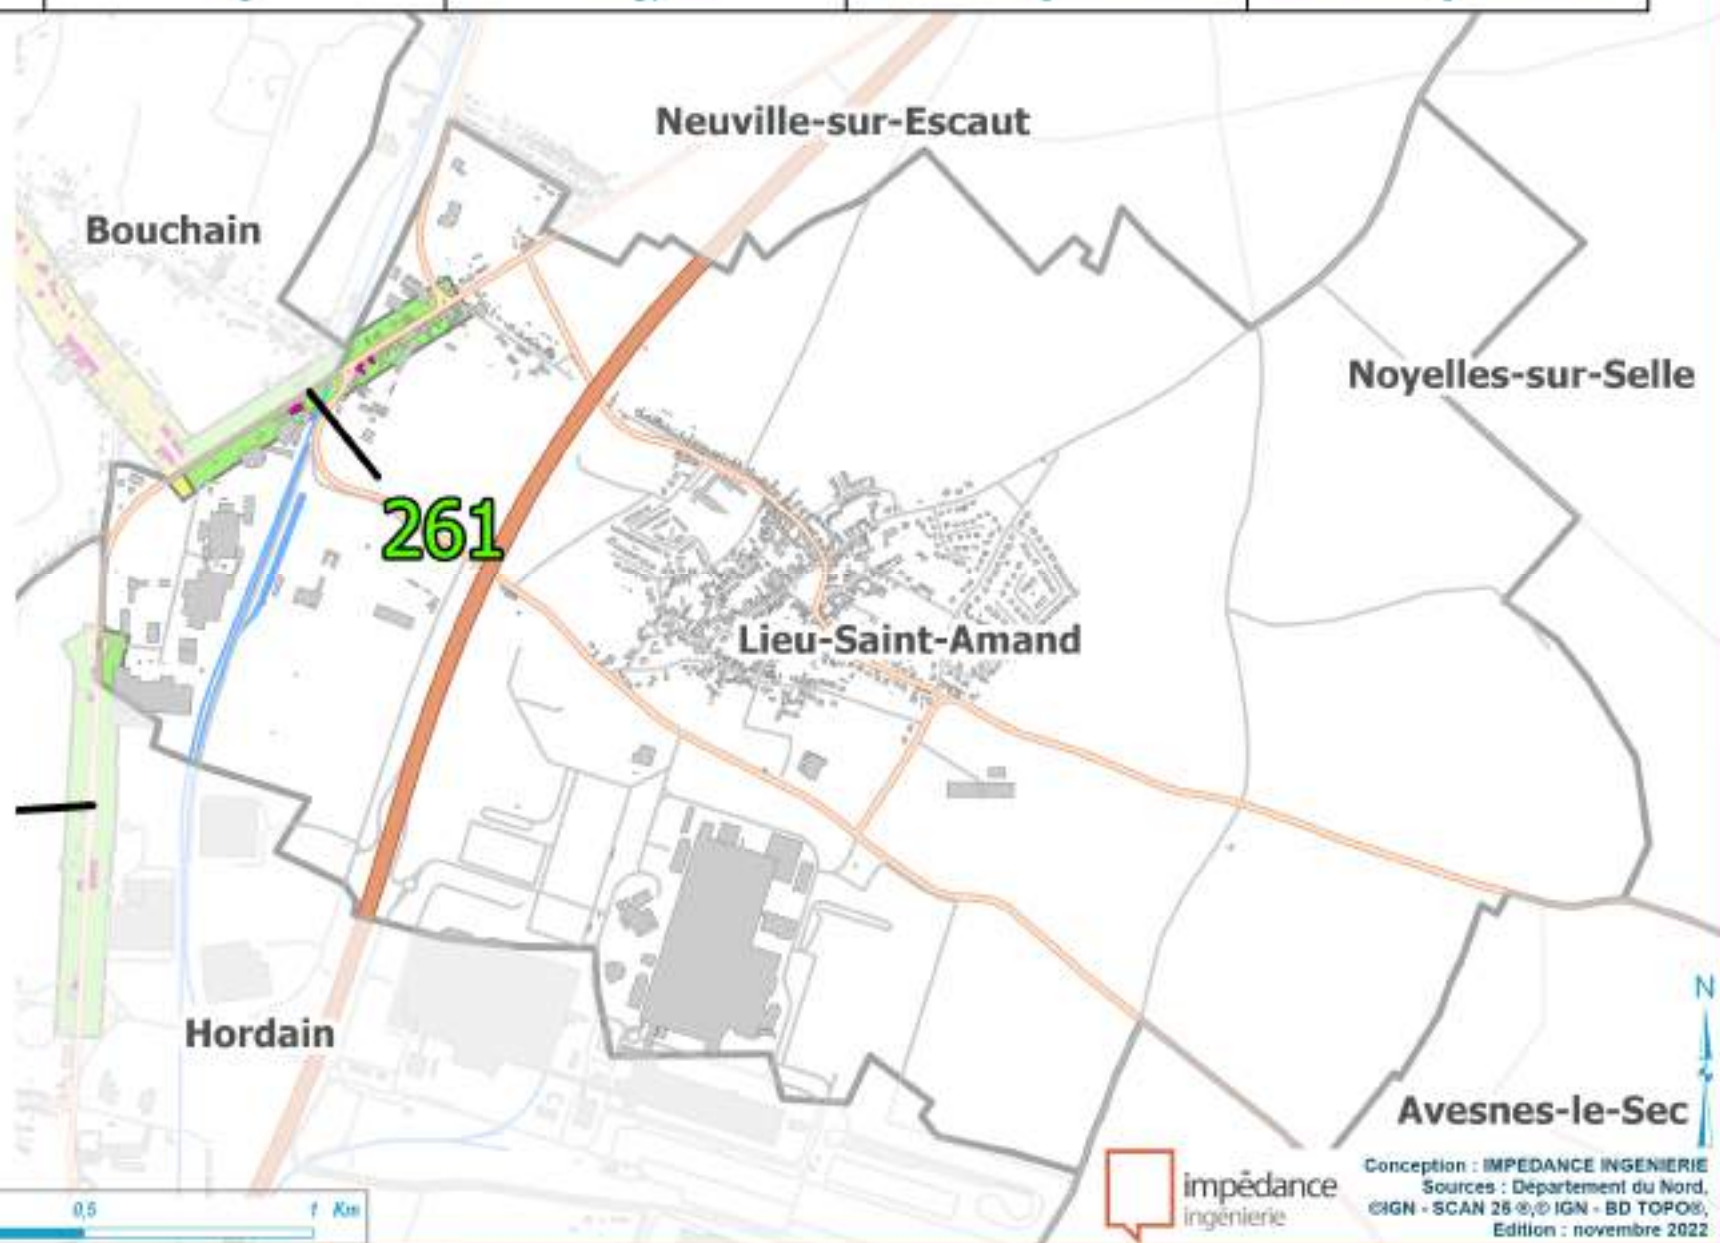 Neuville-sur-Escaut
Bouchain
Noyelles-sur-Selle
261
Lieu-Saint-Amand
Hordain
N
Avesnes-le-Sec
impédance
ingénierie
Conception : IMPEDANCE INGENIERIE
Sources : Département du Nord,
©IGN - SCAN 25 ®,© IGN - BD TOPO®,
Edition : novembre 2022
0,5 1 Km